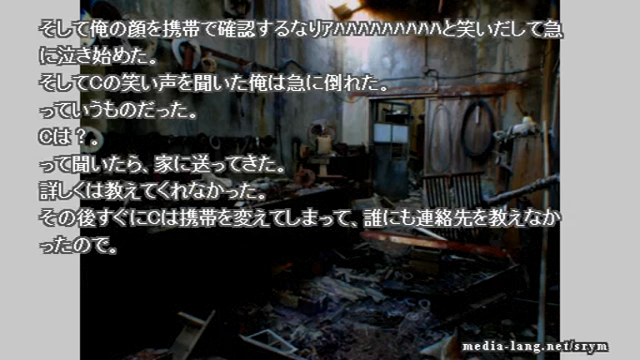 そして俺の顔を携帯で確認するなりｱﾊﾊﾊﾊﾊﾊﾊﾊﾊと笑いだして急
に泣き始めた。
そしてCの笑い声を聞いた俺は急に倒れた。
っていうものだった。
Cは？。
って聞いたら、家に送ってきた。
詳しくは教えてくれなかった。
その後すぐにCは携帯を変えてしまって、誰にも連絡先を教えなか
ったので。
media-lang.net/srym